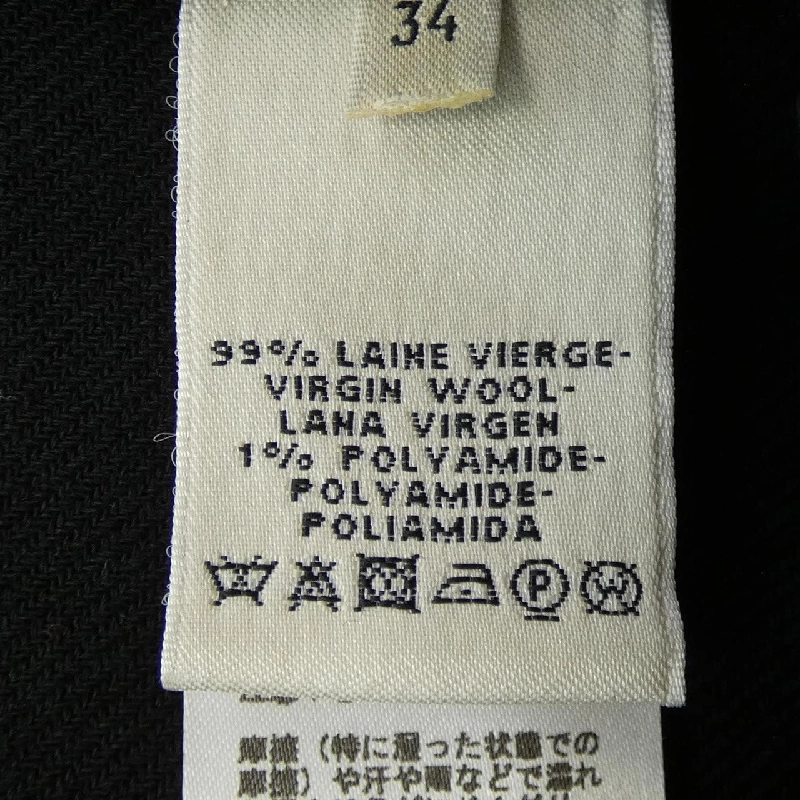 34
99% LAINE VIERGE-
VIRGIN WOOL-
LANA VIRGEN
1% POLYAMIDE-
POLYAMIDE-
POLIAMIDA
P
W
摩擦（特に湿った状態での
摩擦）や汗や雨などで濡れ